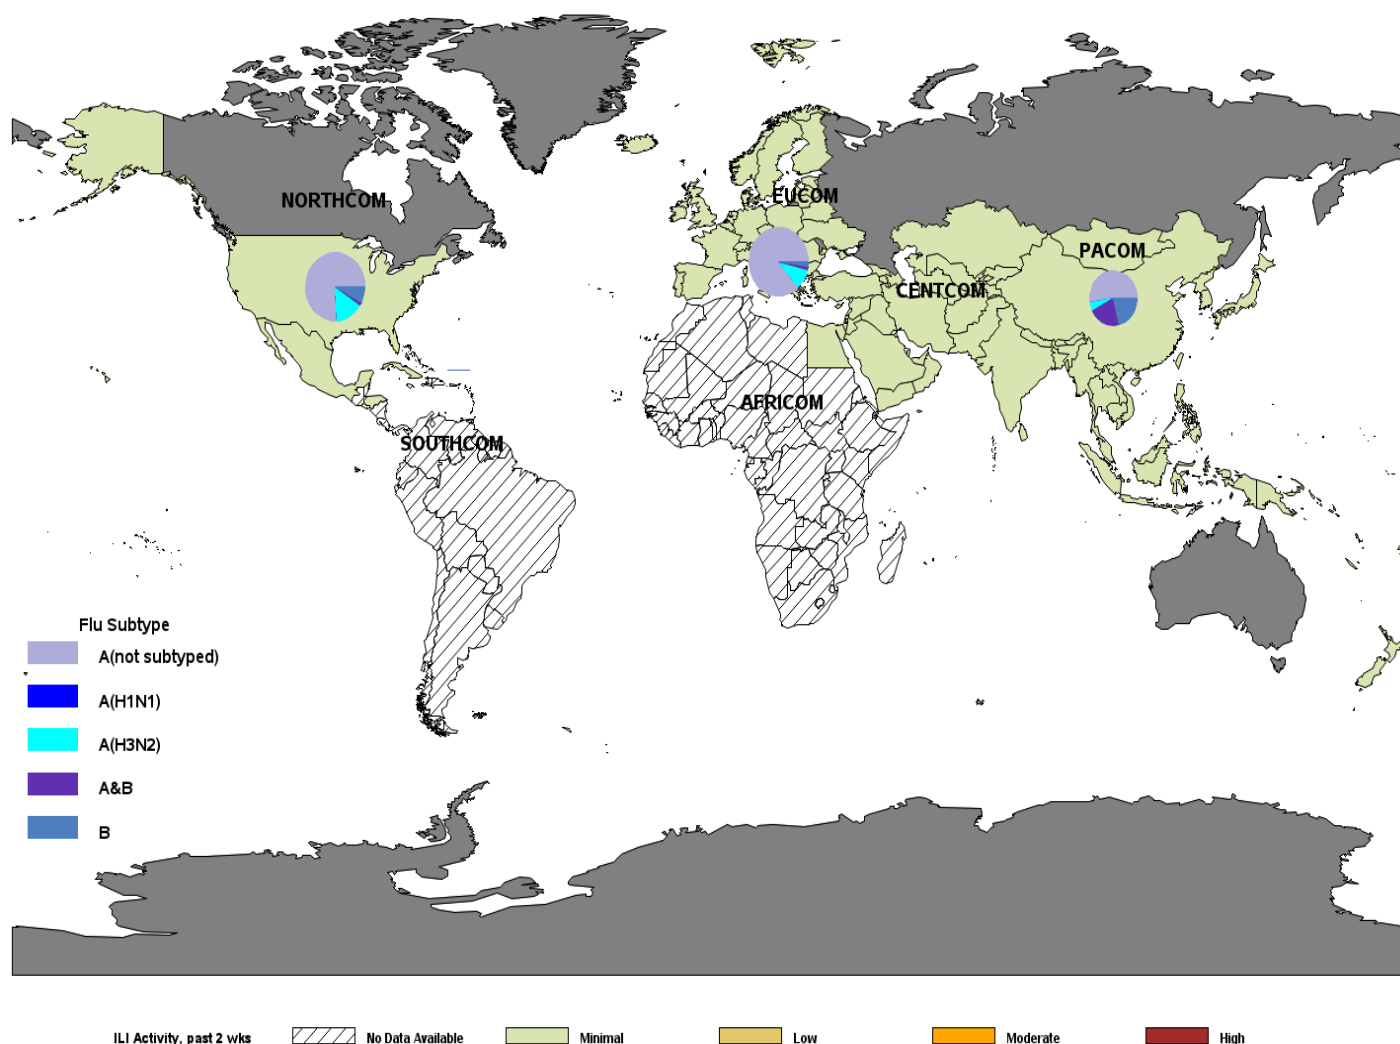 EUCOM
NORTHCOM
PACOM
CENTCOM
AFRICOM
SOUTHCOM
Flu Subtype
A(not subtyped)
A(H1N1)
A(H3N2)
A&B
B
ILI Activity, past 2 wks No Data Available Minimal Low Moderate High